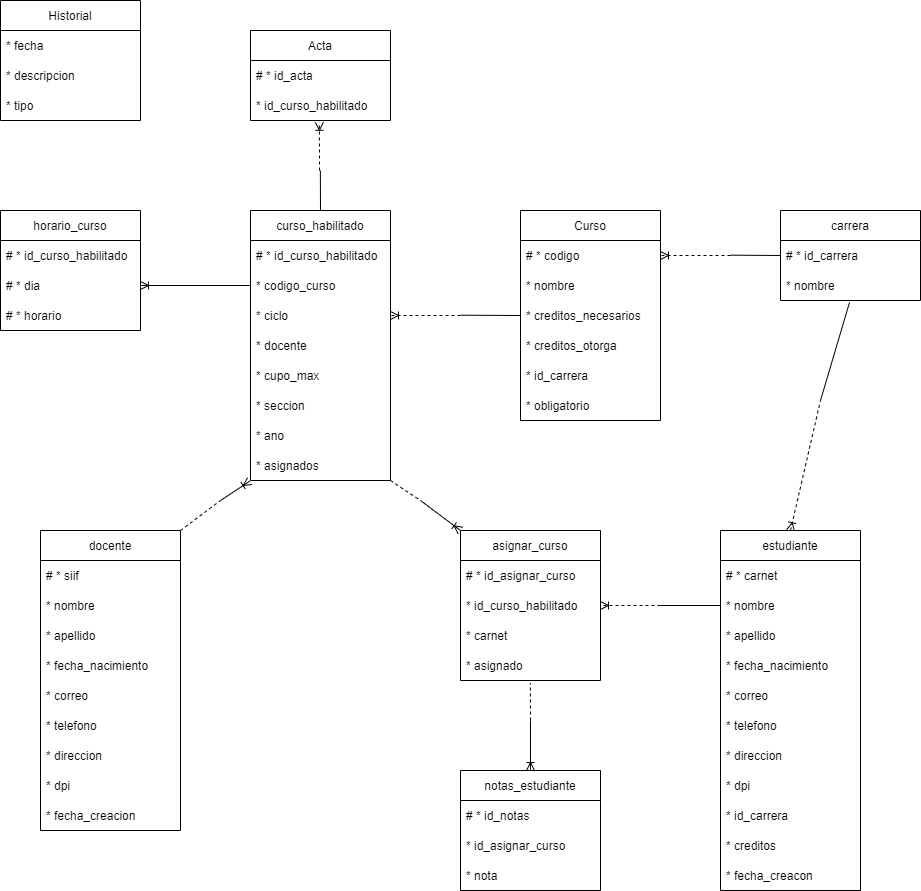 Historial
* fecha
* descripcion
* tipo
Acta
# * id_acta
* id_curso_habilitado
horario_curso
# * id_curso_habilitado
# * dia
# * horario
curso_habilitado
# * id_curso_habilitado
* codigo_curso
* ciclo
* docente
* cupo_max
* seccion
* ano
* asignados
Curso
# * codigo
* nombre
* creditos_necesarios
* creditos_otorga
* id_carrera
* obligatorio
carrera
# * id_carrera
* nombre
docente
# * siif
* nombre
* apellido
* fecha_nacimiento
* correo
* telefono
* direccion
* dpi
* fecha_creacion
asignar_curso
# * id_asignar_curso
* id_curso_habilitado
* carnet
* asignado
estudiante
# * carnet
* nombre
* apellido
* fecha_nacimiento
* correo
* telefono
* direccion
* dpi
* id_carrera
* creditos
* fecha_creacon
notas_estudiante
# * id_notas
* id_asignar_curso
* nota